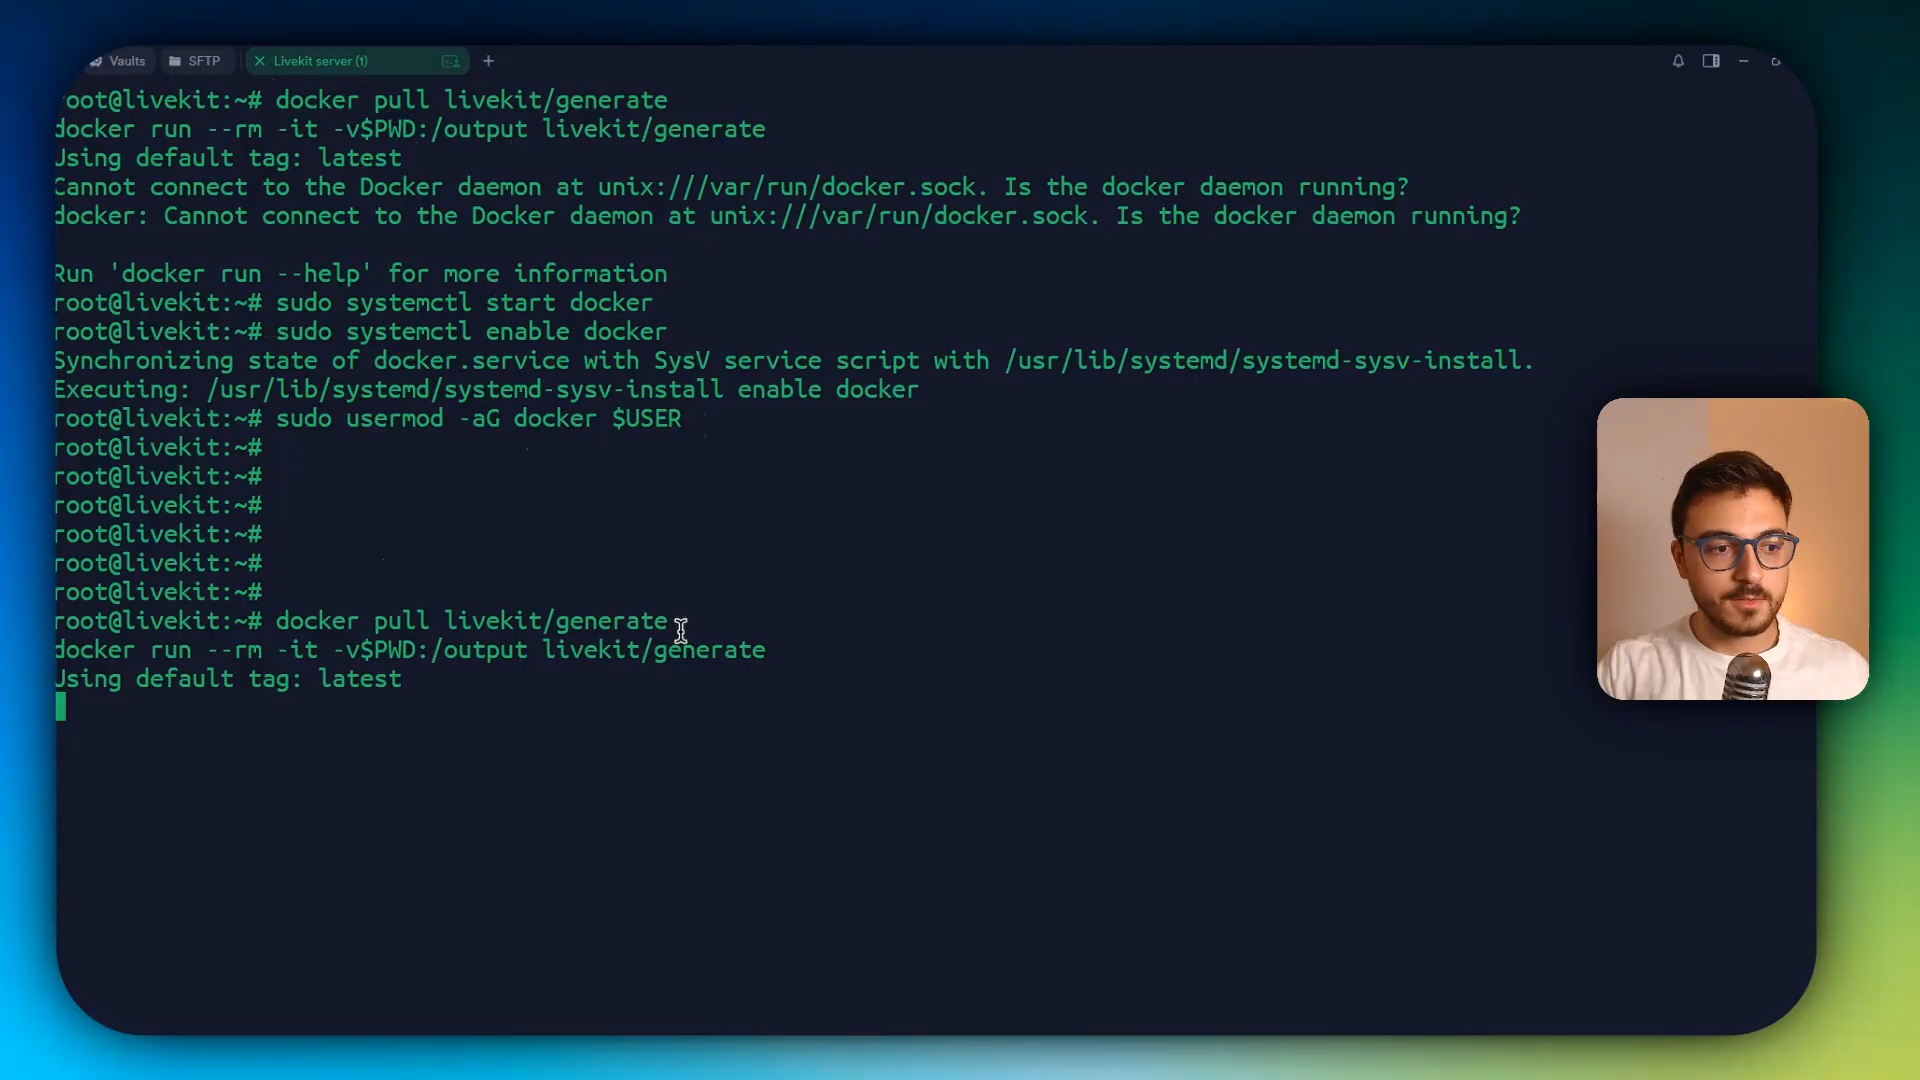 Vaults
SFTP
Livekit server (1)
root@livekit:~# docker pull livekit/generate
docker run --rm -it -v$PWD:/output livekit/generate
Using default tag: latest
Cannot connect to the Docker daemon at unix:///var/run/docker.sock. Is the docker daemon running?
docker: Cannot connect to the Docker daemon at unix:///var/run/docker.sock. Is the docker daemon running?
Run 'docker run --help' for more information
root@livekit:~# sudo systemctl start docker
root@livekit:~# sudo systemctl enable docker
Synchronizing state of docker.service with SysV service script with /usr/lib/systemd/systemd-sysv-install.
Executing: /usr/lib/systemd/systemd-sysv-install enable docker
root@livekit:~# sudo usermod -aG docker $USER
root@livekit:~#
root@livekit:~#
root@livekit:~#
root@livekit:~#
root@livekit:~#
root@livekit:~#
root@livekit:~# docker pull livekit/generate
docker run --rm -it -v$PWD:/output livekit/generate
Using default tag: latest